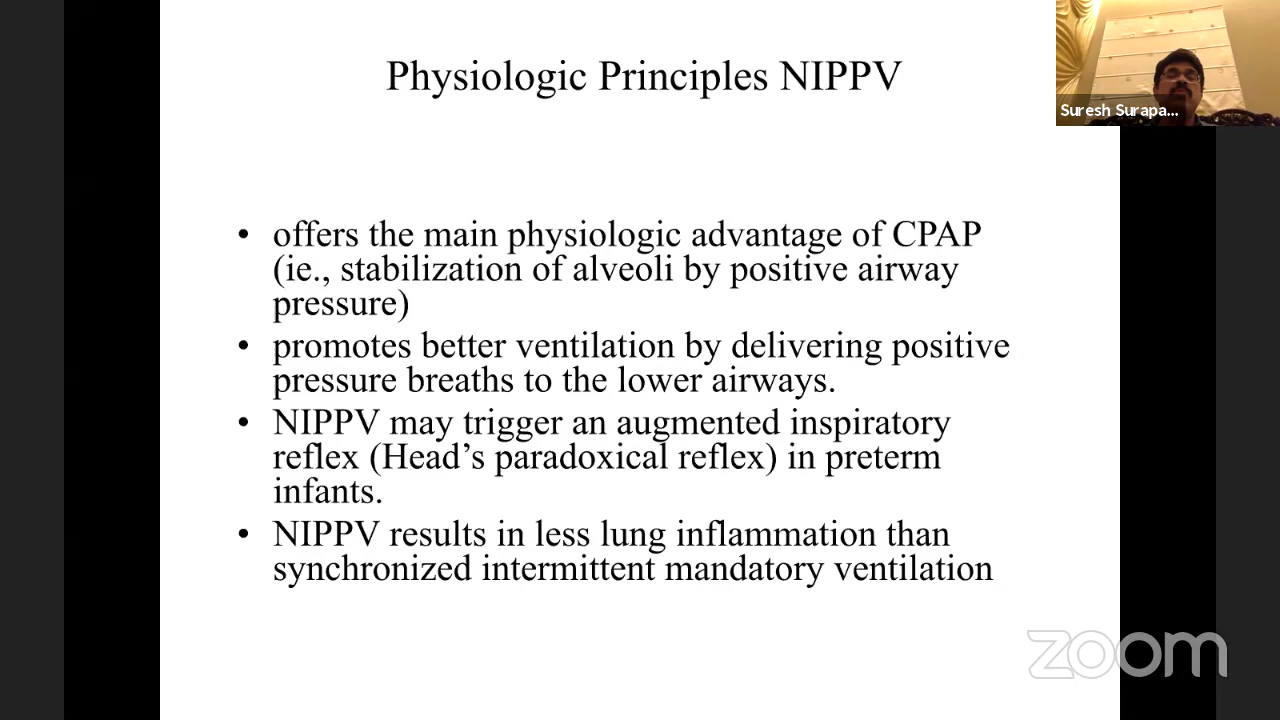 Physiologic Principles NIPPV
Suresh Surapa...
• offers the main physiologic advantage of CPAP
(ie., stabilization of alveoli by positive airway
pressure)
• promotes better ventilation by delivering positive
pressure breaths to the lower airways.
• NIPPV may trigger an augmented inspiratory
reflex (Head’s paradoxical reflex) in preterm
infants.
• NIPPV results in less lung inflammation than
synchronized intermittent mandatory ventilation
zoom